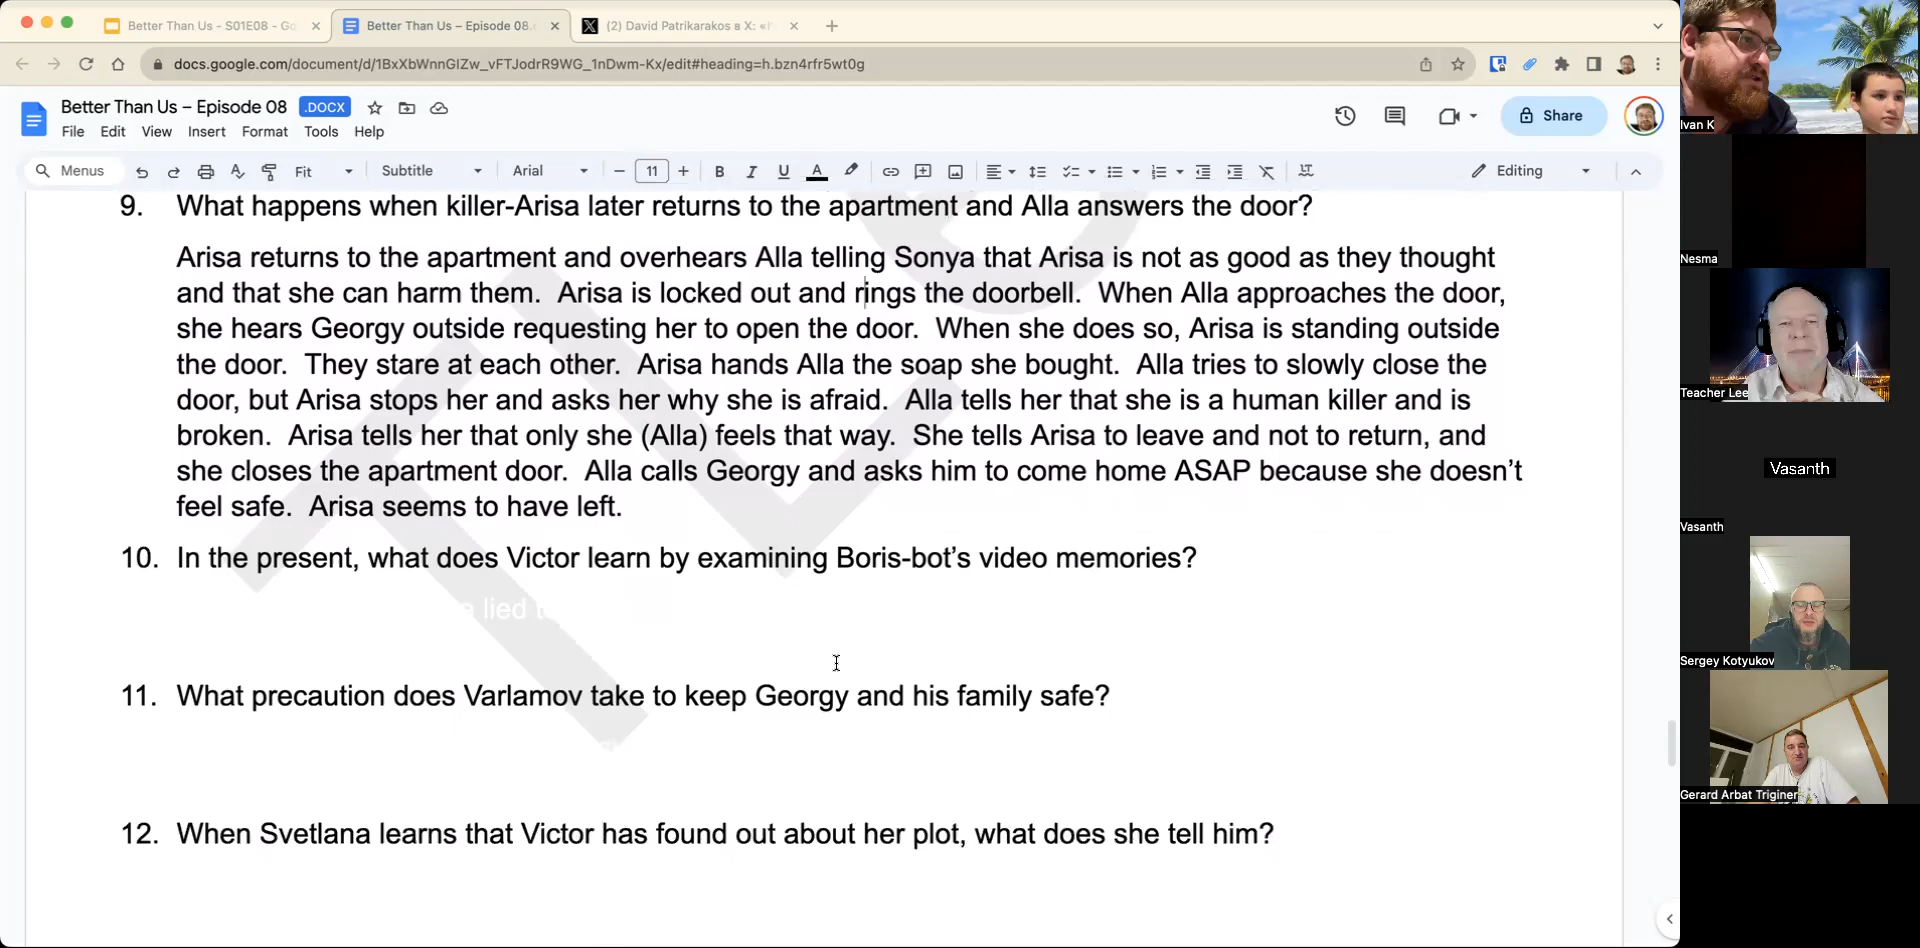 Better Than Us - S01E08 - Go
Better Than Us – Episode 08.
(2) David Patrikarakos в X: «
docs.google.com/document/d/1BxXbWnnGIZw_vFTJodrR9WG_1nDwm-Kx/edit#heading=h.bzn4rfr5wt0g
Better Than Us – Episode 08 .DOCX
Share
File Edit View Insert Format Tools Help
Menus Fit Subtitle Arial 11 B I U A Editing
9. What happens when killer-Arisa later returns to the apartment and Alla answers the door?
Arisa returns to the apartment and overhears Alla telling Sonya that Arisa is not as good as they thought
and that she can harm them. Arisa is locked out and rings the doorbell. When Alla approaches the door,
she hears Georgy outside requesting her to open the door. When she does so, Arisa is standing outside
the door. They stare at each other. Arisa hands Alla the soap she bought. Alla tries to slowly close the
door, but Arisa stops her and asks her why she is afraid. Alla tells her that she is a human killer and is
broken. Arisa tells her that only she (Alla) feels that way. She tells Arisa to leave and not to return, and
she closes the apartment door. Alla calls Georgy and asks him to come home ASAP because she doesn’t
feel safe. Arisa seems to have left.
10. In the present, what does Victor learn by examining Boris-bot’s video memories?
lied
11. What precaution does Varlamov take to keep Georgy and his family safe?
12. When Svetlana learns that Victor has found out about her plot, what does she tell him?
Ivan K
Nesma
Teacher Lee
Vasanth
Vasanth
Sergey Kotyukov
Gerard Arbat Triginer